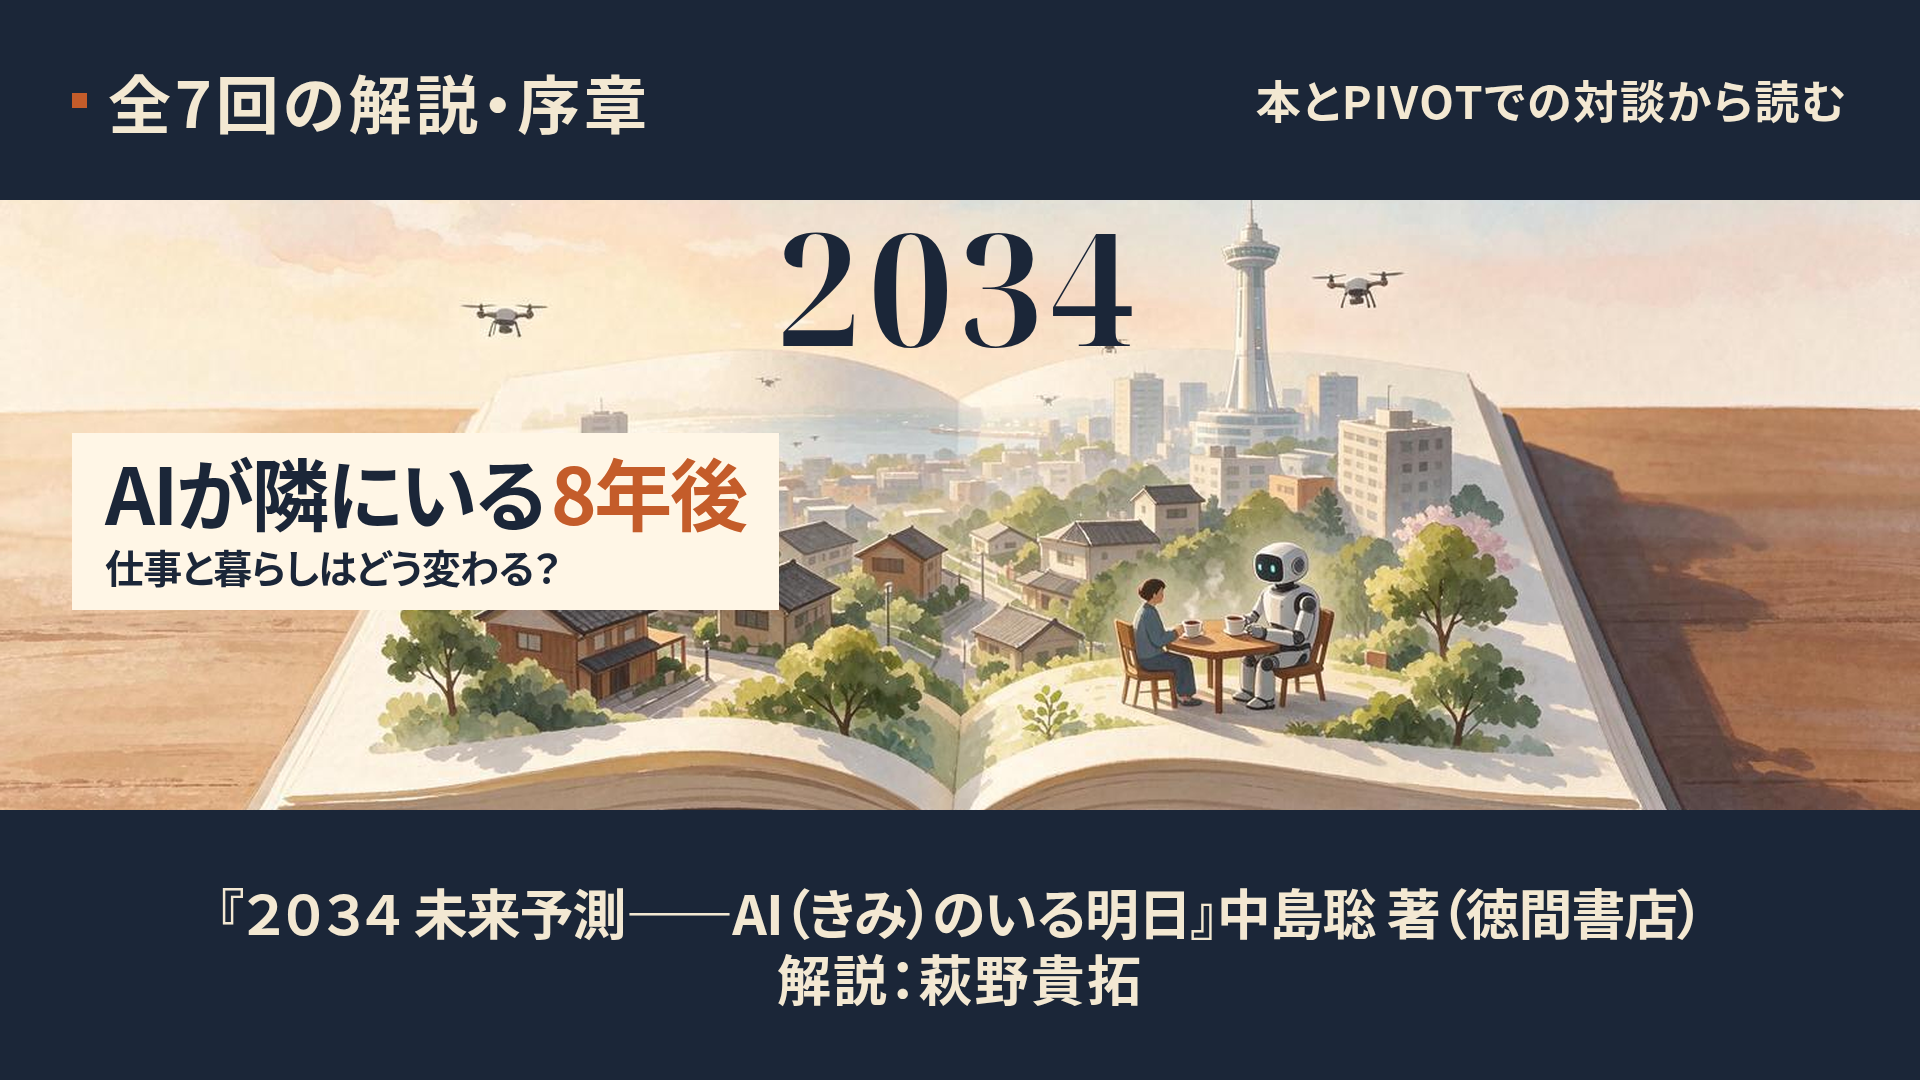 全7回の解説・序章
本とPIVOTでの対談から読む
2034
AIが隣にいる8年後
仕事と暮らしはどう変わる？
『２０３４ 未来予測――AI（きみ）のいる明日』中島聡 著（徳間書店）
解説：萩野貴拓